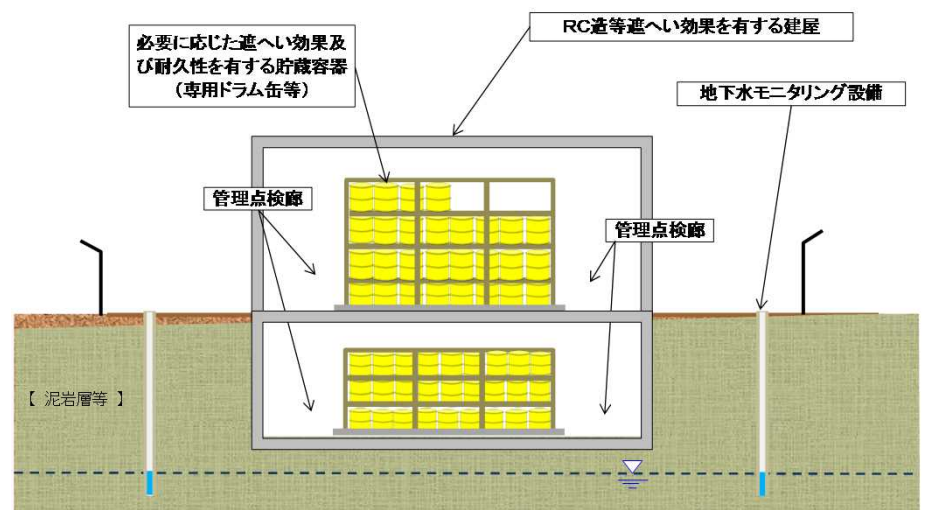 RC造等遮へい効果を有する建屋
必要に応じた遮へい効果及
び耐久性を有する貯蔵容器
（専用ドラム缶等）
地下水モニタリング設備
管理点検廊
管理点検廊
【 泥岩層等 】